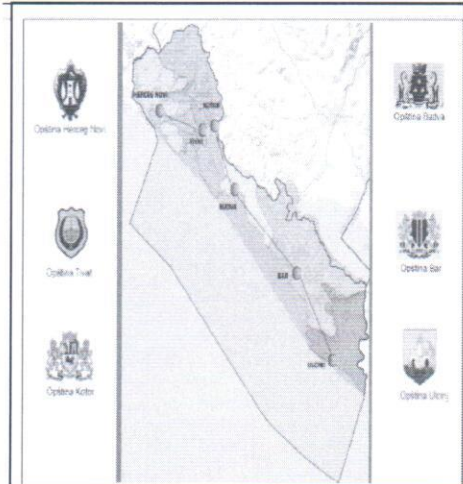 Opština Herceg Novi
Opština Tivat
Opština Kotor
HERCEG NOVI
KOTOR
TIVAT
BUDVA
BAR
ULCINJ
Opština Budva
Opština Bar
Opština Ulcinj